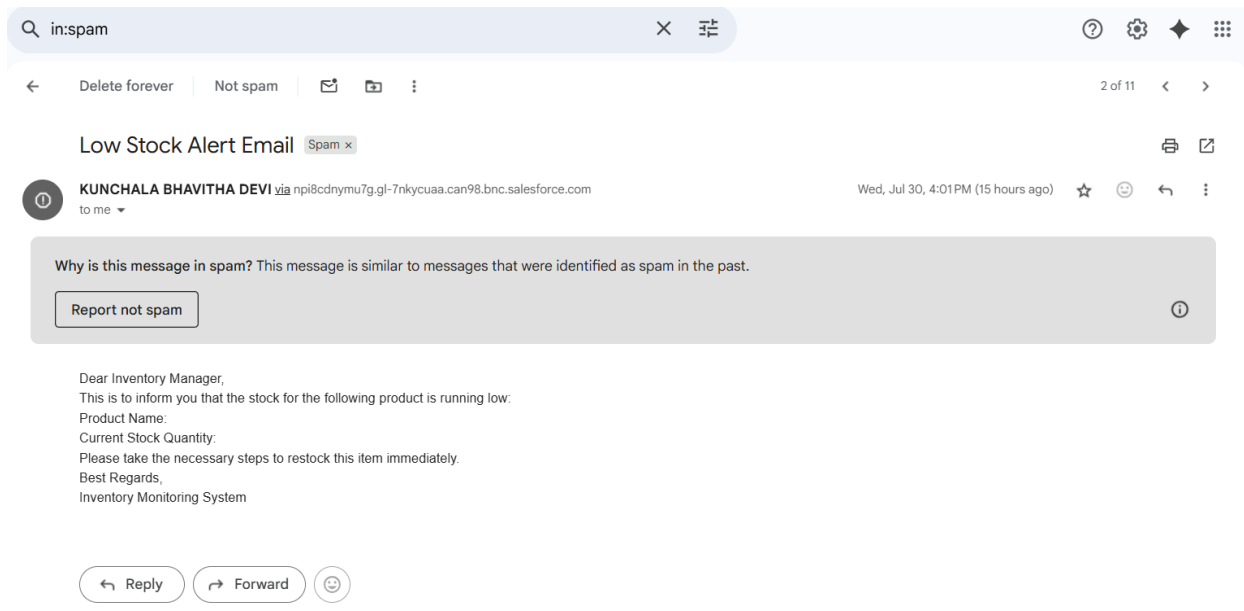 in:spam
Delete forever Not spam 2 of 11
Low Stock Alert Email Spam ×
KUNCHALA BHAVITHA DEVI via npi8cdnymu7g.gl-7nkycuaa.can98.bnc.salesforce.com Wed, Jul 30, 4:01 PM (15 hours ago)
to me
Why is this message in spam? This message is similar to messages that were identified as spam in the past.
Report not spam
Dear Inventory Manager,
This is to inform you that the stock for the following product is running low:
Product Name:
Current Stock Quantity:
Please take the necessary steps to restock this item immediately.
Best Regards,
Inventory Monitoring System
Reply Forward